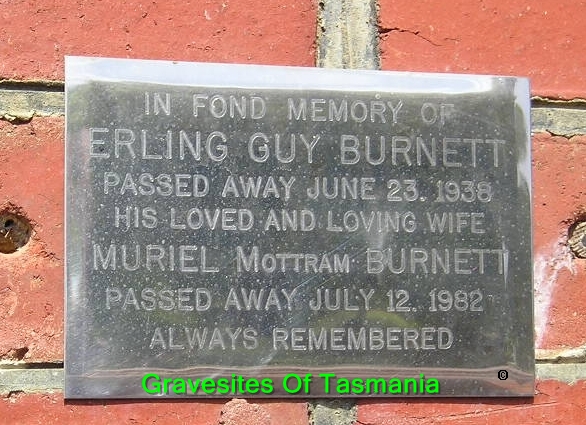 IN FOND MEMORY OF
ERLING GUY BURNETT
PASSED AWAY JUNE 23. 1938
HIS LOVED AND LOVING WIFE
MURIEL MOTTRAM BURNETT
PASSED AWAY JULY 12. 1982
ALWAYS REMEMBERED
Gravesites Of Tasmania
©